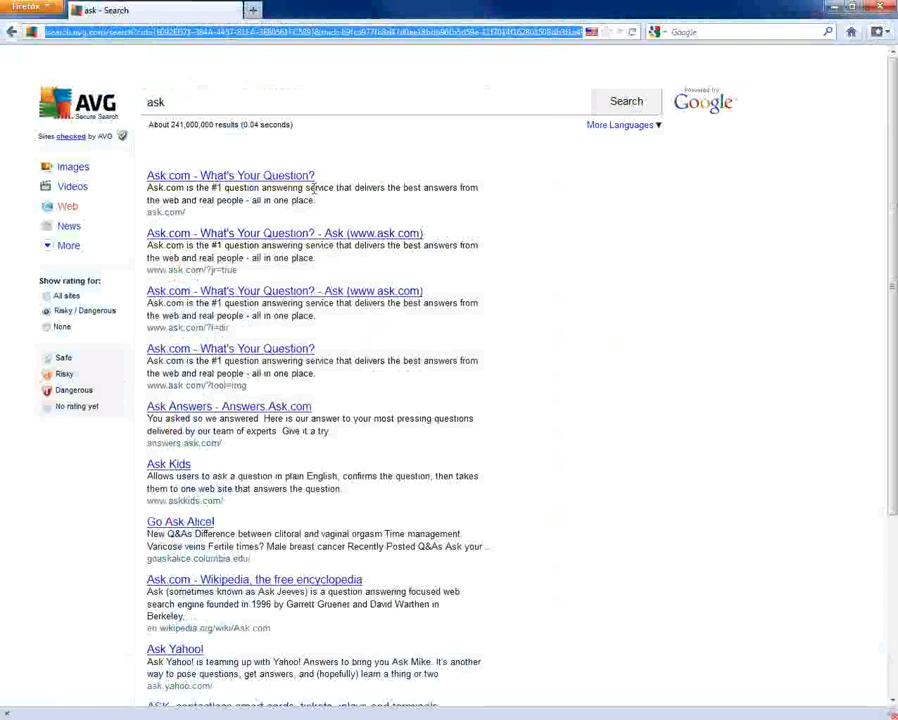 Firefox
ask - Search
Google
AVG
Secure Search
ask
Search
Powered by
Google
Sites checked by AVG
About 241,000,000 results (0.04 seconds)
More Languages
Images
Videos
Web
News
More
Show rating for:
All sites
Risky / Dangerous
None
Safe
Risky
Dangerous
No rating yet
Ask.com - What's Your Question?
Ask.com is the #1 question answering service that delivers the best answers from
the web and real people - all in one place.
ask.com/
Ask.com - What's Your Question? - Ask (www.ask.com)
Ask.com is the #1 question answering service that delivers the best answers from
the web and real people - all in one place.
www.ask.com/?jr=true
Ask.com - What's Your Question? - Ask (www.ask.com)
Ask.com is the #1 question answering service that delivers the best answers from
the web and real people - all in one place.
www.ask.com/?l=dir
Ask.com - What's Your Question?
Ask.com is the #1 question answering service that delivers the best answers from
the web and real people - all in one place.
www.ask.com/?tool=img
Ask Answers - Answers.Ask.com
You asked so we answered. Here is our answer to your most pressing questions
delivered by our team of experts. Give it a try.
answers.ask.com/
Ask Kids
Allows users to ask a question in plain English, confirms the question, then takes
them to one web site that answers the question.
www.askkids.com/
Go Ask Alice!
New Q&As Difference between clitoral and vaginal orgasm Time management.
Varicose veins Fertile times? Male breast cancer Recently Posted Q&As Ask your ...
goaskalice.columbia.edu/
Ask.com - Wikipedia, the free encyclopedia
Ask (sometimes known as Ask Jeeves) is a question answering focused web
search engine founded in 1996 by Garrett Gruener and David Warthen in
Berkeley,
en.wikipedia.org/wiki/Ask.com
Ask Yahoo!
Ask Yahoo! is teaming up with Yahoo! Answers to bring you Ask Mike. It's another
way to pose questions, get answers, and (hopefully) learn a thing or two
ask.yahoo.com/